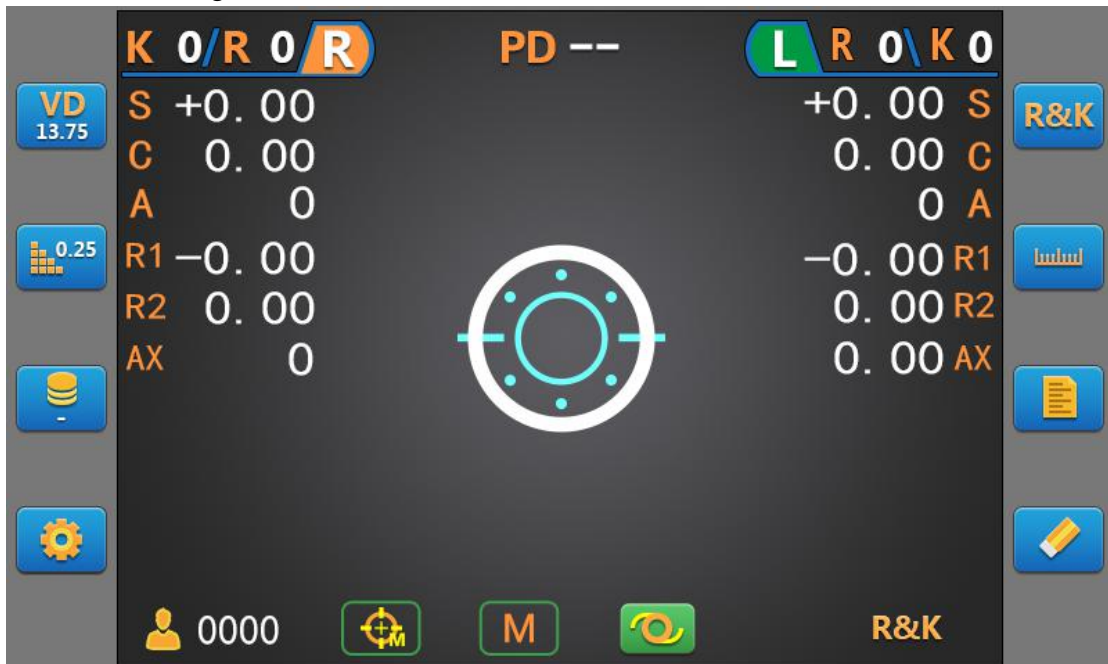 K 0/R 0/R PD -- L\R 0\K 0
VD 13.75
S +0.00 +0.00 S
R&K
C 0.00 0.00 C
A 0 0 A
0.25
R1 -0.00 -0.00 R1
R2 0.00 0.00 R2
AX 0 0.00 AX
-
0000 M M R&K